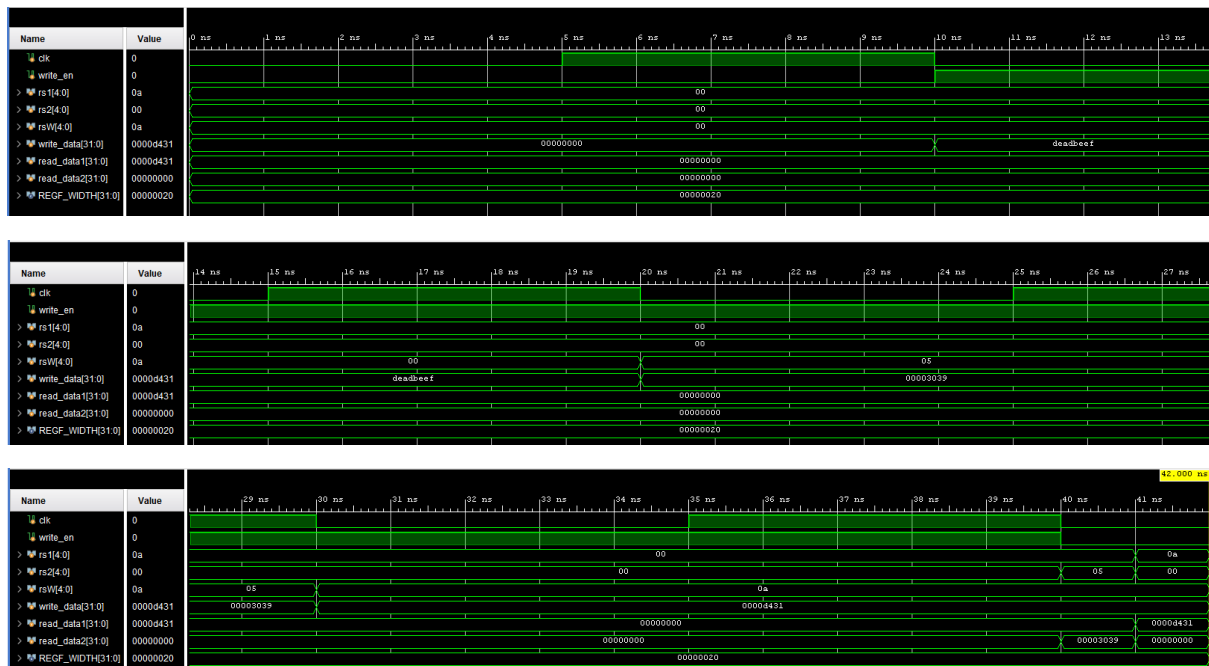 Name Value 0 ns 1 ns 2 ns 3 ns 4 ns 5 ns 6 ns 7 ns 8 ns 9 ns 10 ns 11 ns 12 ns 13 ns
clk 0
write_en 0
rs1[4:0] 0a 00
rs2[4:0] 00 00
rsW[4:0] 0a 00
write_data[31:0] 0000d431 00000000 deadbeef
read_data1[31:0] 0000d431 00000000
read_data2[31:0] 00000000 00000000
REGF_WIDTH[31:0] 00000020 00000020
Name Value 14 ns 15 ns 16 ns 17 ns 18 ns 19 ns 20 ns 21 ns 22 ns 23 ns 24 ns 25 ns 26 ns 27 ns
clk 0
write_en 0
rs1[4:0] 0a 00
rs2[4:0] 00 00
rsW[4:0] 0a 00 05
write_data[31:0] 0000d431 deadbeef 00003039
read_data1[31:0] 0000d431 00000000
read_data2[31:0] 00000000 00000000
REGF_WIDTH[31:0] 00000020 00000020
42.000 ns
Name Value 29 ns 30 ns 31 ns 32 ns 33 ns 34 ns 35 ns 36 ns 37 ns 38 ns 39 ns 40 ns 41 ns
clk 0
write_en 0
rs1[4:0] 0a 00 0a
rs2[4:0] 00 00 05 00
rsW[4:0] 0a 05 0a
write_data[31:0] 0000d431 00003039 0000d431
read_data1[31:0] 0000d431 00000000 0000d431
read_data2[31:0] 00000000 00000000 00003039 00000000
REGF_WIDTH[31:0] 00000020 00000020